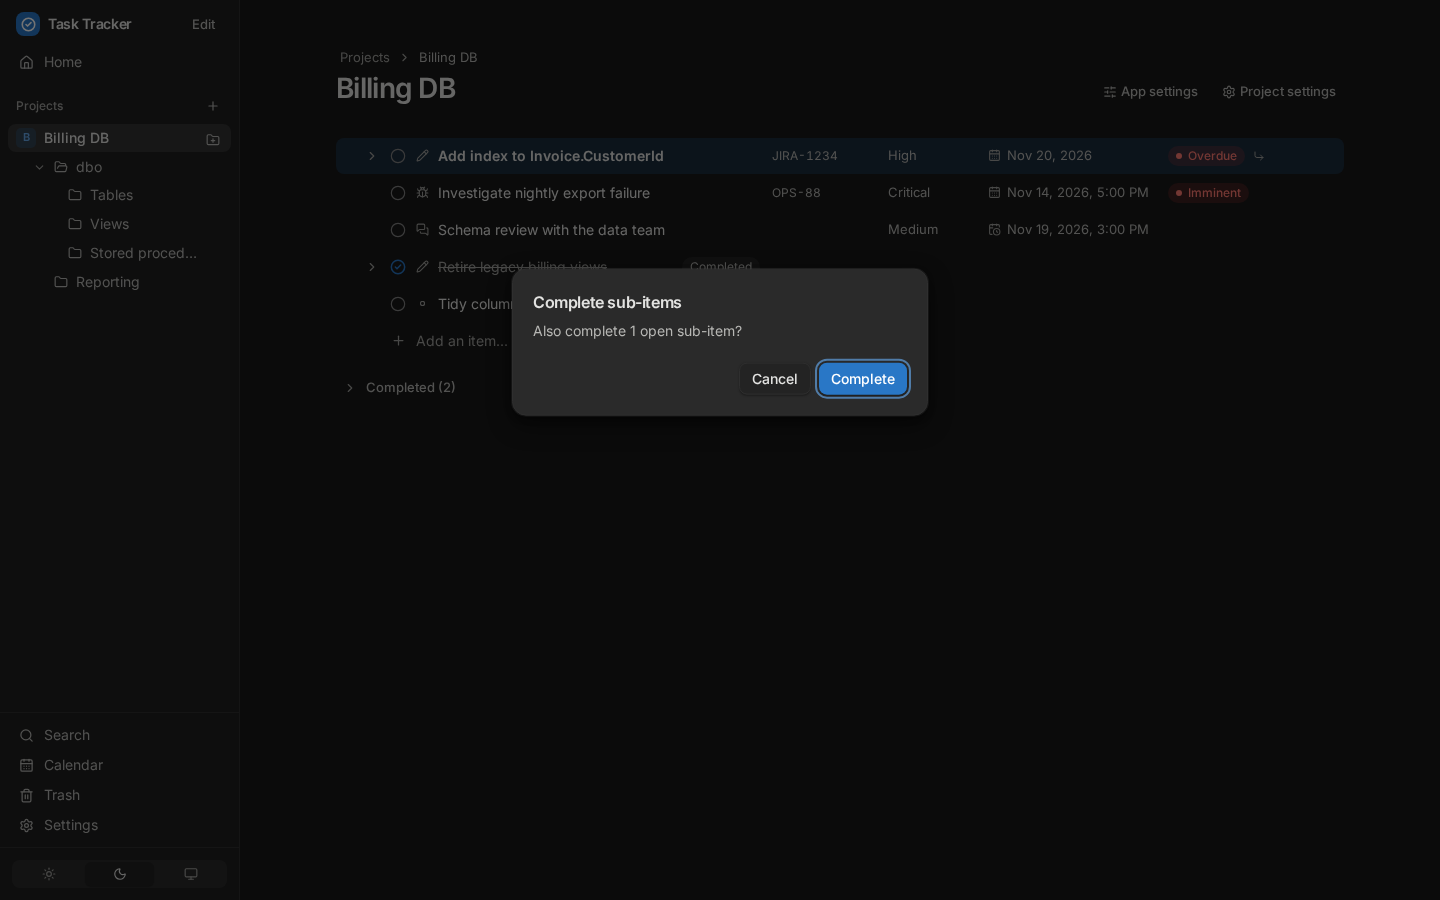 Task Tracker
Edit
Home
Projects
B Billing DB
dbo
Tables
Views
Stored proced...
Reporting
Search
Calendar
Trash
Settings
Projects > Billing DB
Billing DB
App settings
Project settings
Add index to Invoice.CustomerId JIRA-1234 High Nov 20, 2026 Overdue
Investigate nightly export failure OPS-88 Critical Nov 14, 2026, 5:00 PM Imminent
Schema review with the data team Medium Nov 19, 2026, 3:00 PM
Retire legacy billing views Completed
Tidy colum
Add an item...
Completed (2)
Complete sub-items
Also complete 1 open sub-item?
Cancel
Complete